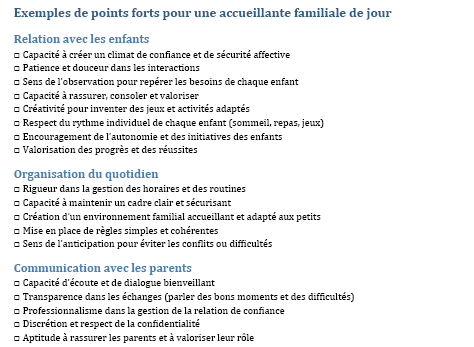 Exemples de points forts pour une accueillante familiale de jour
Relation avec les enfants
□ Capacité à créer un climat de confiance et de sécurité affective
□ Patience et douceur dans les interactions
□ Sens de l'observation pour repérer les besoins de chaque enfant
□ Capacité à rassurer, consoler et valoriser
□ Créativité pour inventer des jeux et activités adaptés
□ Respect du rythme individuel de chaque enfant (sommeil, repas, jeux)
□ Encouragement de l'autonomie et des initiatives des enfants
□ Valorisation des progrès et des réussites
Organisation du quotidien
□ Rigueur dans la gestion des horaires et des routines
□ Capacité à maintenir un cadre clair et sécurisant
□ Création d'un environnement familial accueillant et adapté aux petits
□ Mise en place de règles simples et cohérentes
□ Sens de l'anticipation pour éviter les conflits ou difficultés
Communication avec les parents
□ Capacité d'écoute et de dialogue bienveillant
□ Transparence dans les échanges (parler des bons moments et des difficultés)
□ Professionnalisme dans la gestion de la relation de confiance
□ Discrétion et respect de la confidentialité
□ Aptitude à rassurer les parents et à valoriser leur rôle